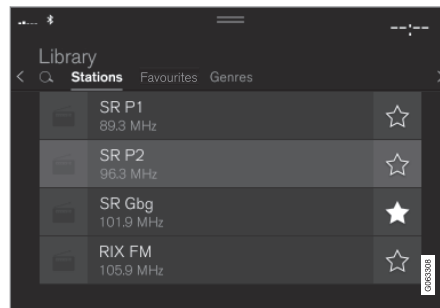 --:--
Library
Stations Favourites Genres
SR P1
89.3 MHz
SR P2
96.3 MHz
SR Gbg
101.9 MHz
RIX FM
105.9 MHz
G063308